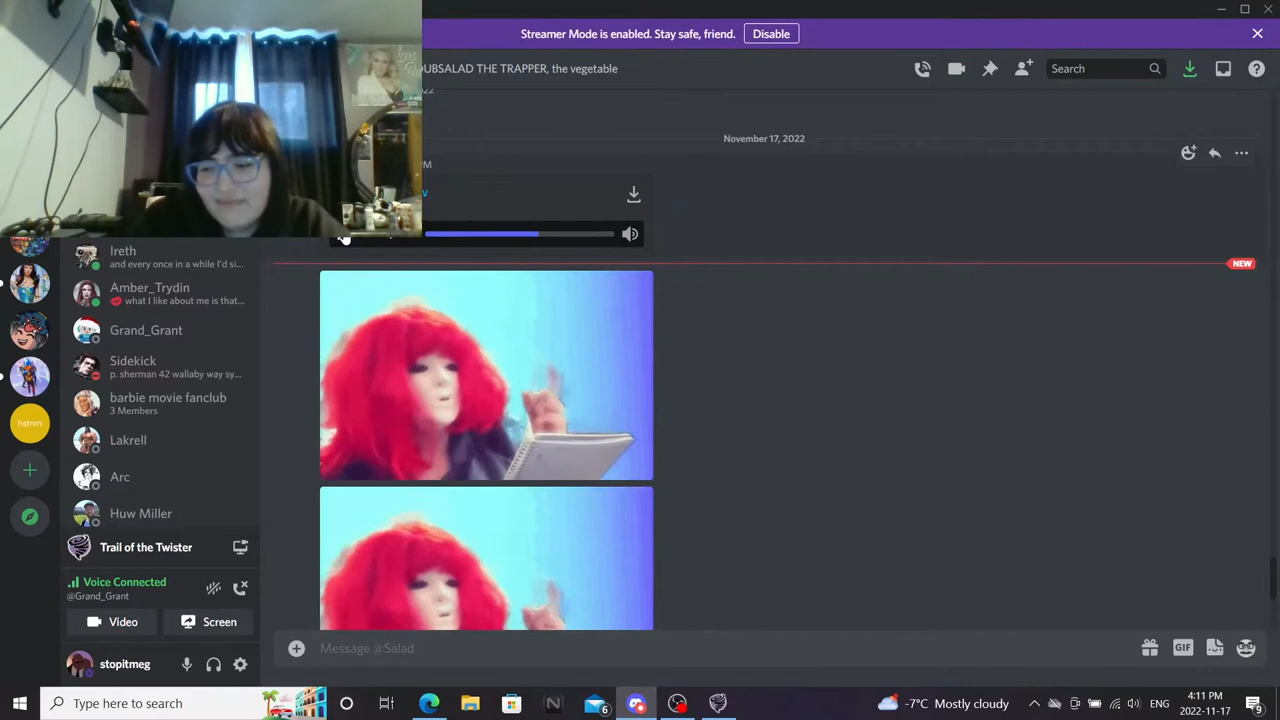 Streamer Mode is enabled. Stay safe, friend.
Disable
OUBSALAD THE TRAPPER, the vegetable
Search
November 17, 2022
NEW
Ireth
and every once in a while I'd si...
Amber_Trydin
what I like about me is that...
Grand_Grant
Sidekick
p. sherman 42 wallaby way sy...
barbie movie fanclub
3 Members
Lakrell
Arc
Huw Miller
hstnm
Trail of the Twister
Voice Connected
@Grand_Grant
Video
Screen
stopitmeg
Message @Salad
GIF
Type here to search
6
-7°C Mostly cloudy
ENG
4:11 PM
2022-11-17